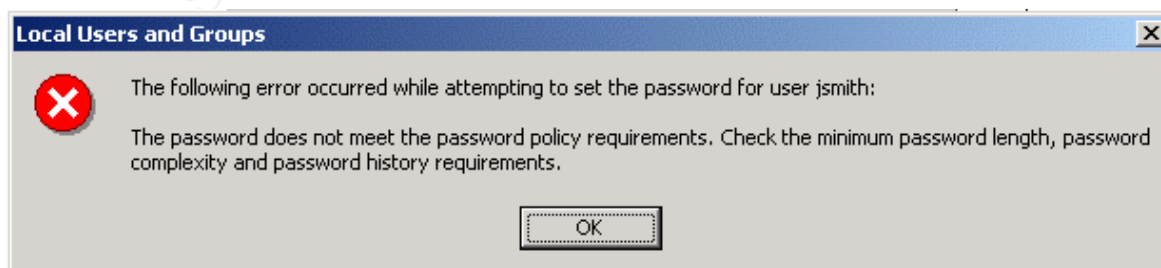 Local Users and Groups
The following error occurred while attempting to set the password for user jsmith:
The password does not meet the password policy requirements. Check the minimum password length, password
complexity and password history requirements.
OK